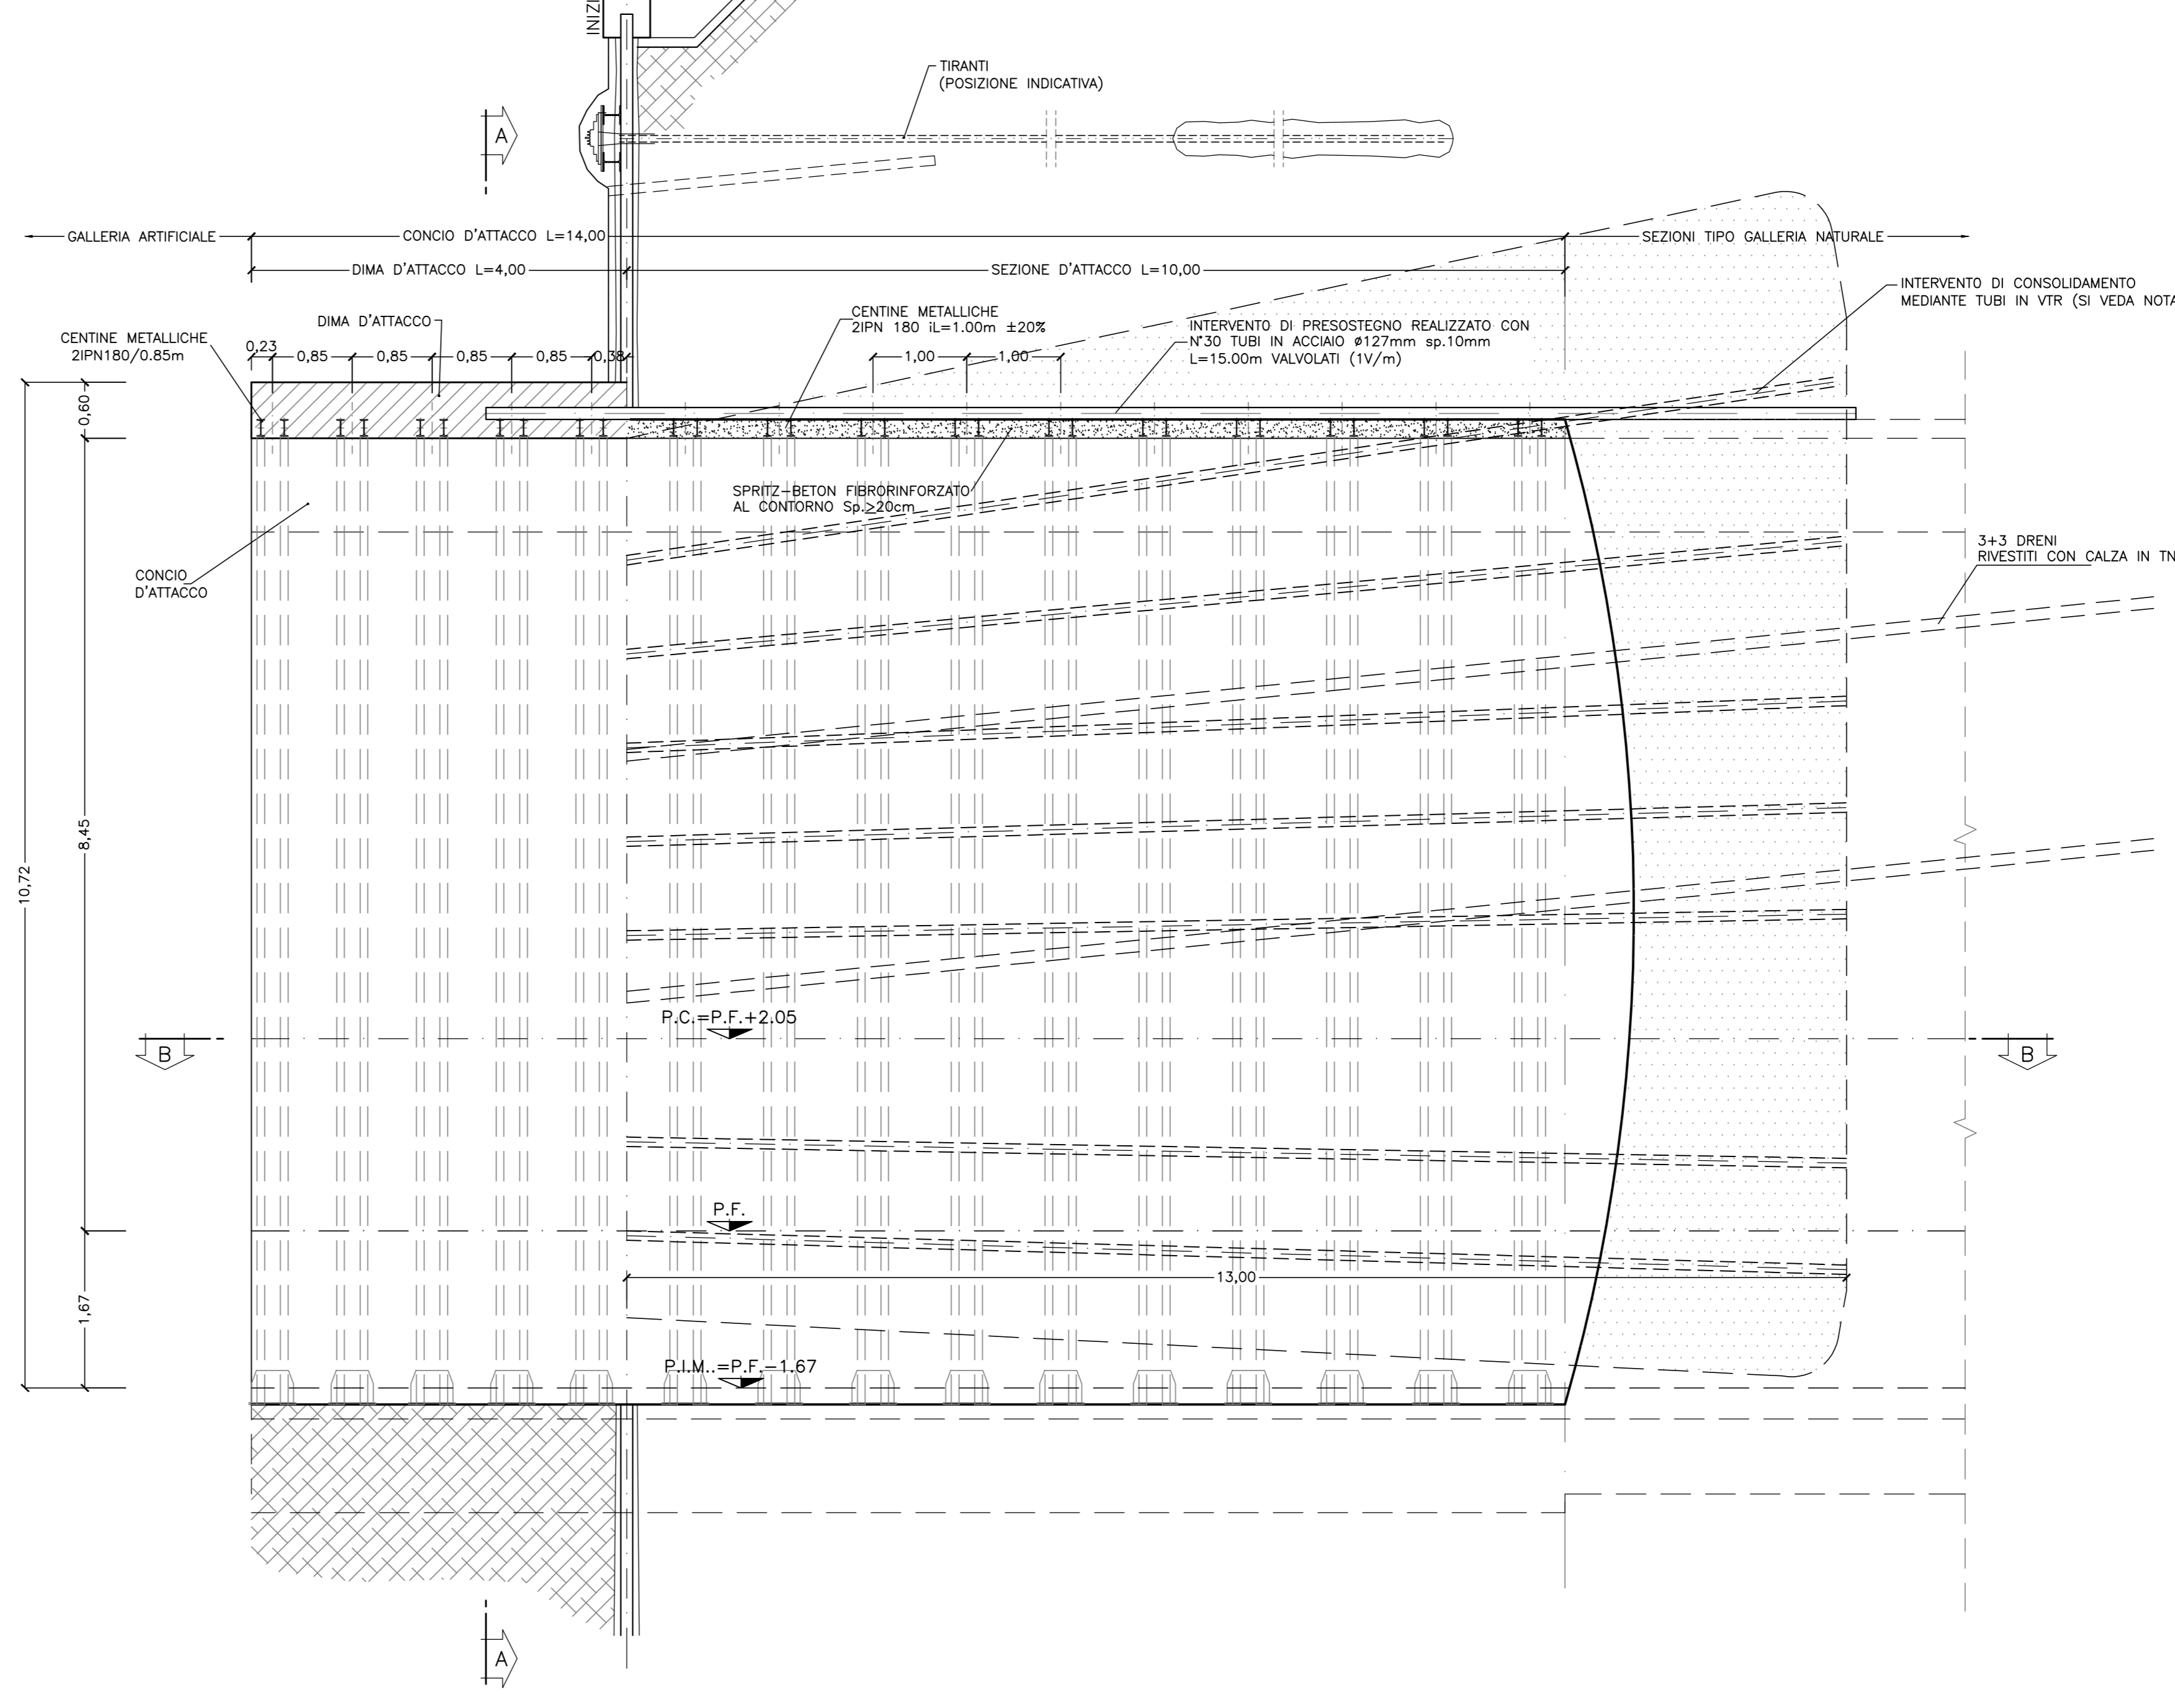 INIZI
TIRANTI
(POSIZIONE INDICATIVA)
A
GALLERIA ARTIFICIALE
CONCIO D'ATTACCO L=14,00
SEZIONI TIPO GALLERIA NATURALE
DIMA D'ATTACCO L=4,00
SEZIONE D'ATTACCO L=10,00
INTERVENTO DI CONSOLIDAMENTO
MEDIANTE TUBI IN VTR (SI VEDA NOTA
CENTINE METALLICHE
2IPN 180 iL=1.00m ±20%
DIMA D'ATTACCO
INTERVENTO DI PRESOSTEGNO REALIZZATO CON
N°30 TUBI IN ACCIAIO ø127mm sp.10mm
L=15.00m VALVOLATI (1V/m)
CENTINE METALLICHE
2IPN180/0.85m
0,23
0,85
0,85
0,85
0,85
0,38
1,00
1,00
0,60
SPRITZ-BETON FIBRORINFORZATO
AL CONTORNO Sp.≥20cm
3+3 DRENI
RIVESTITI CON CALZA IN TN
CONCIO
D'ATTACCO
8,45
10,72
P.C.=P.F.+2.05
B
B
P.F.
13,00
1,67
P.I.M..=P.F.-1.67
A